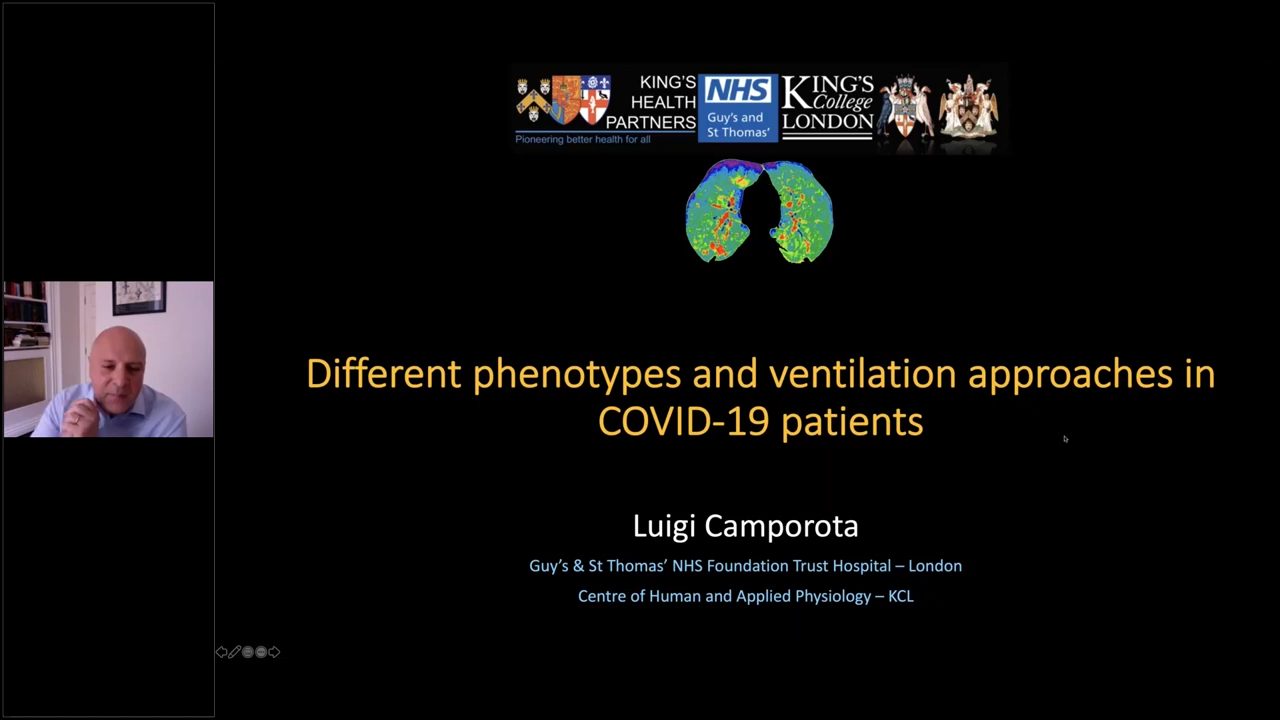 KING'S
HEALTH
PARTNERS
Pioneering better health for all
NHS
Guy's and
St Thomas'
KING'S
College
LONDON
Different phenotypes and ventilation approaches in
COVID-19 patients
Luigi Camporota
Guy's & St Thomas' NHS Foundation Trust Hospital – London
Centre of Human and Applied Physiology – KCL